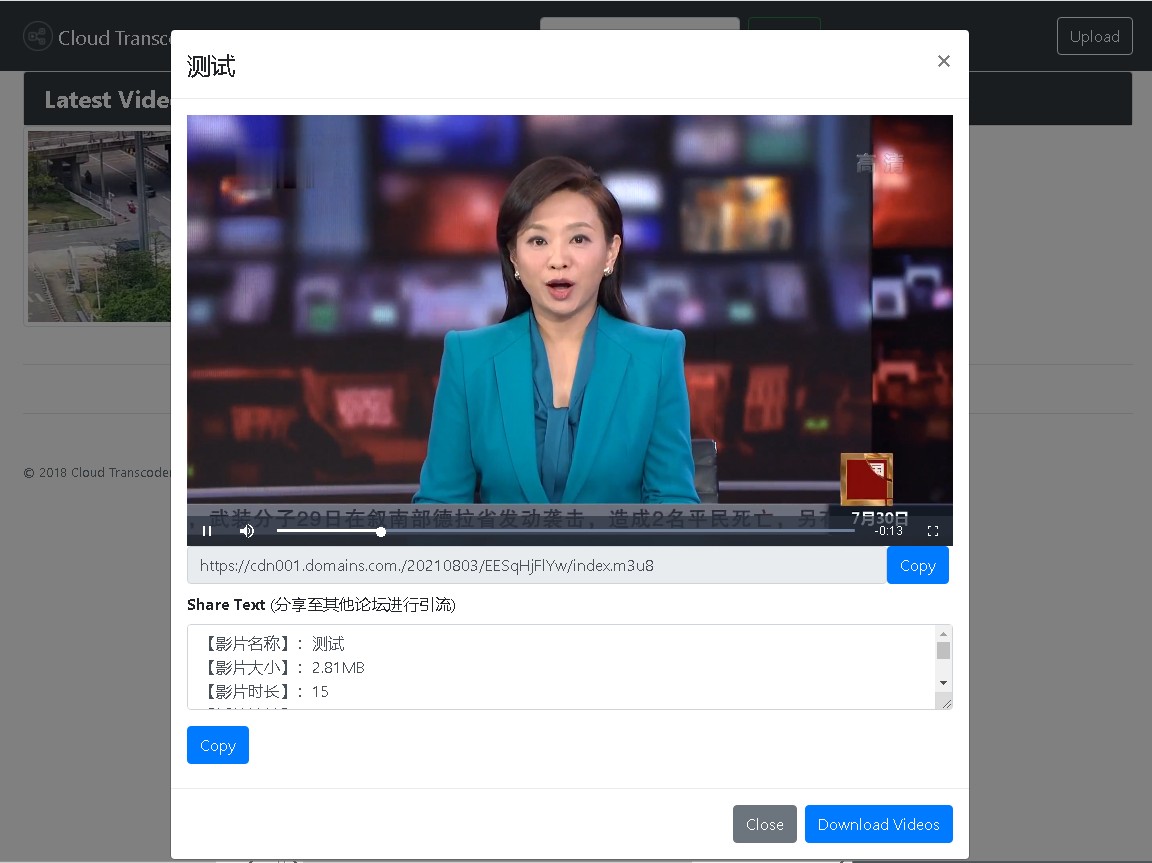 Cloud Transco
Upload
测试
×
Latest Vide
高清
，武装分子29日在叙南部德拉省发动袭击，造成2名平民死亡，另有
7月30日
-0:13
https://cdn001.domains.com./20210803/EESqHjFlYw/index.m3u8
Copy
© 2018 Cloud Transcoder
Share Text (分享至其他论坛进行引流)
【影片名称】：测试
【影片大小】：2.81MB
【影片时长】：15
Copy
Close
Download Videos